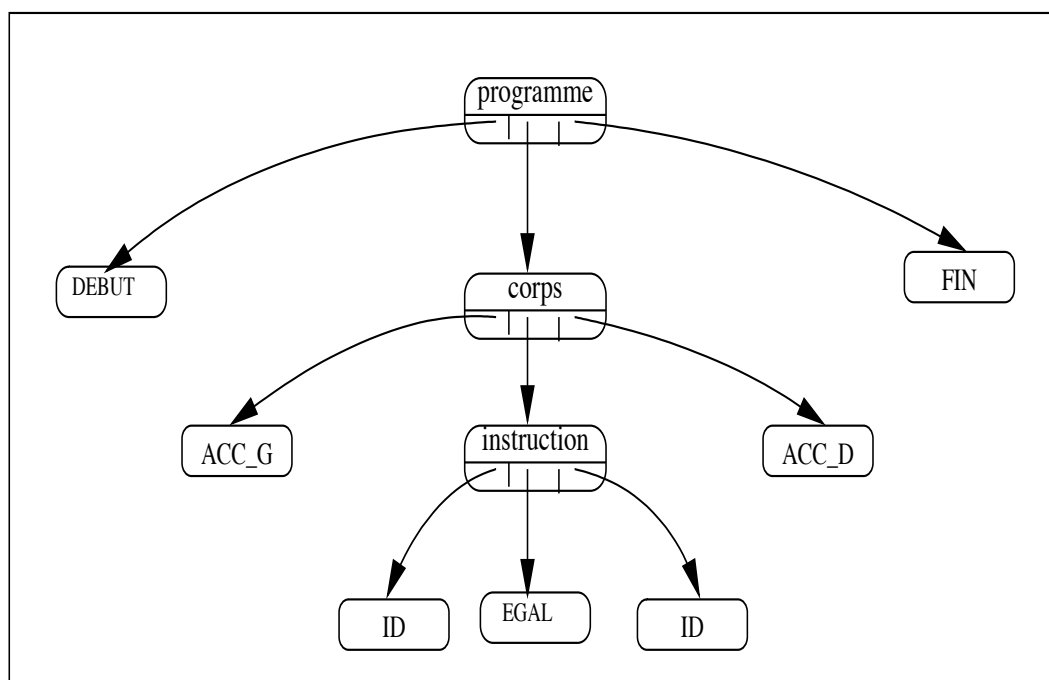 programme
DEBUT
FIN
corps
ACC_G
instruction
ACC_D
ID
EGAL
ID